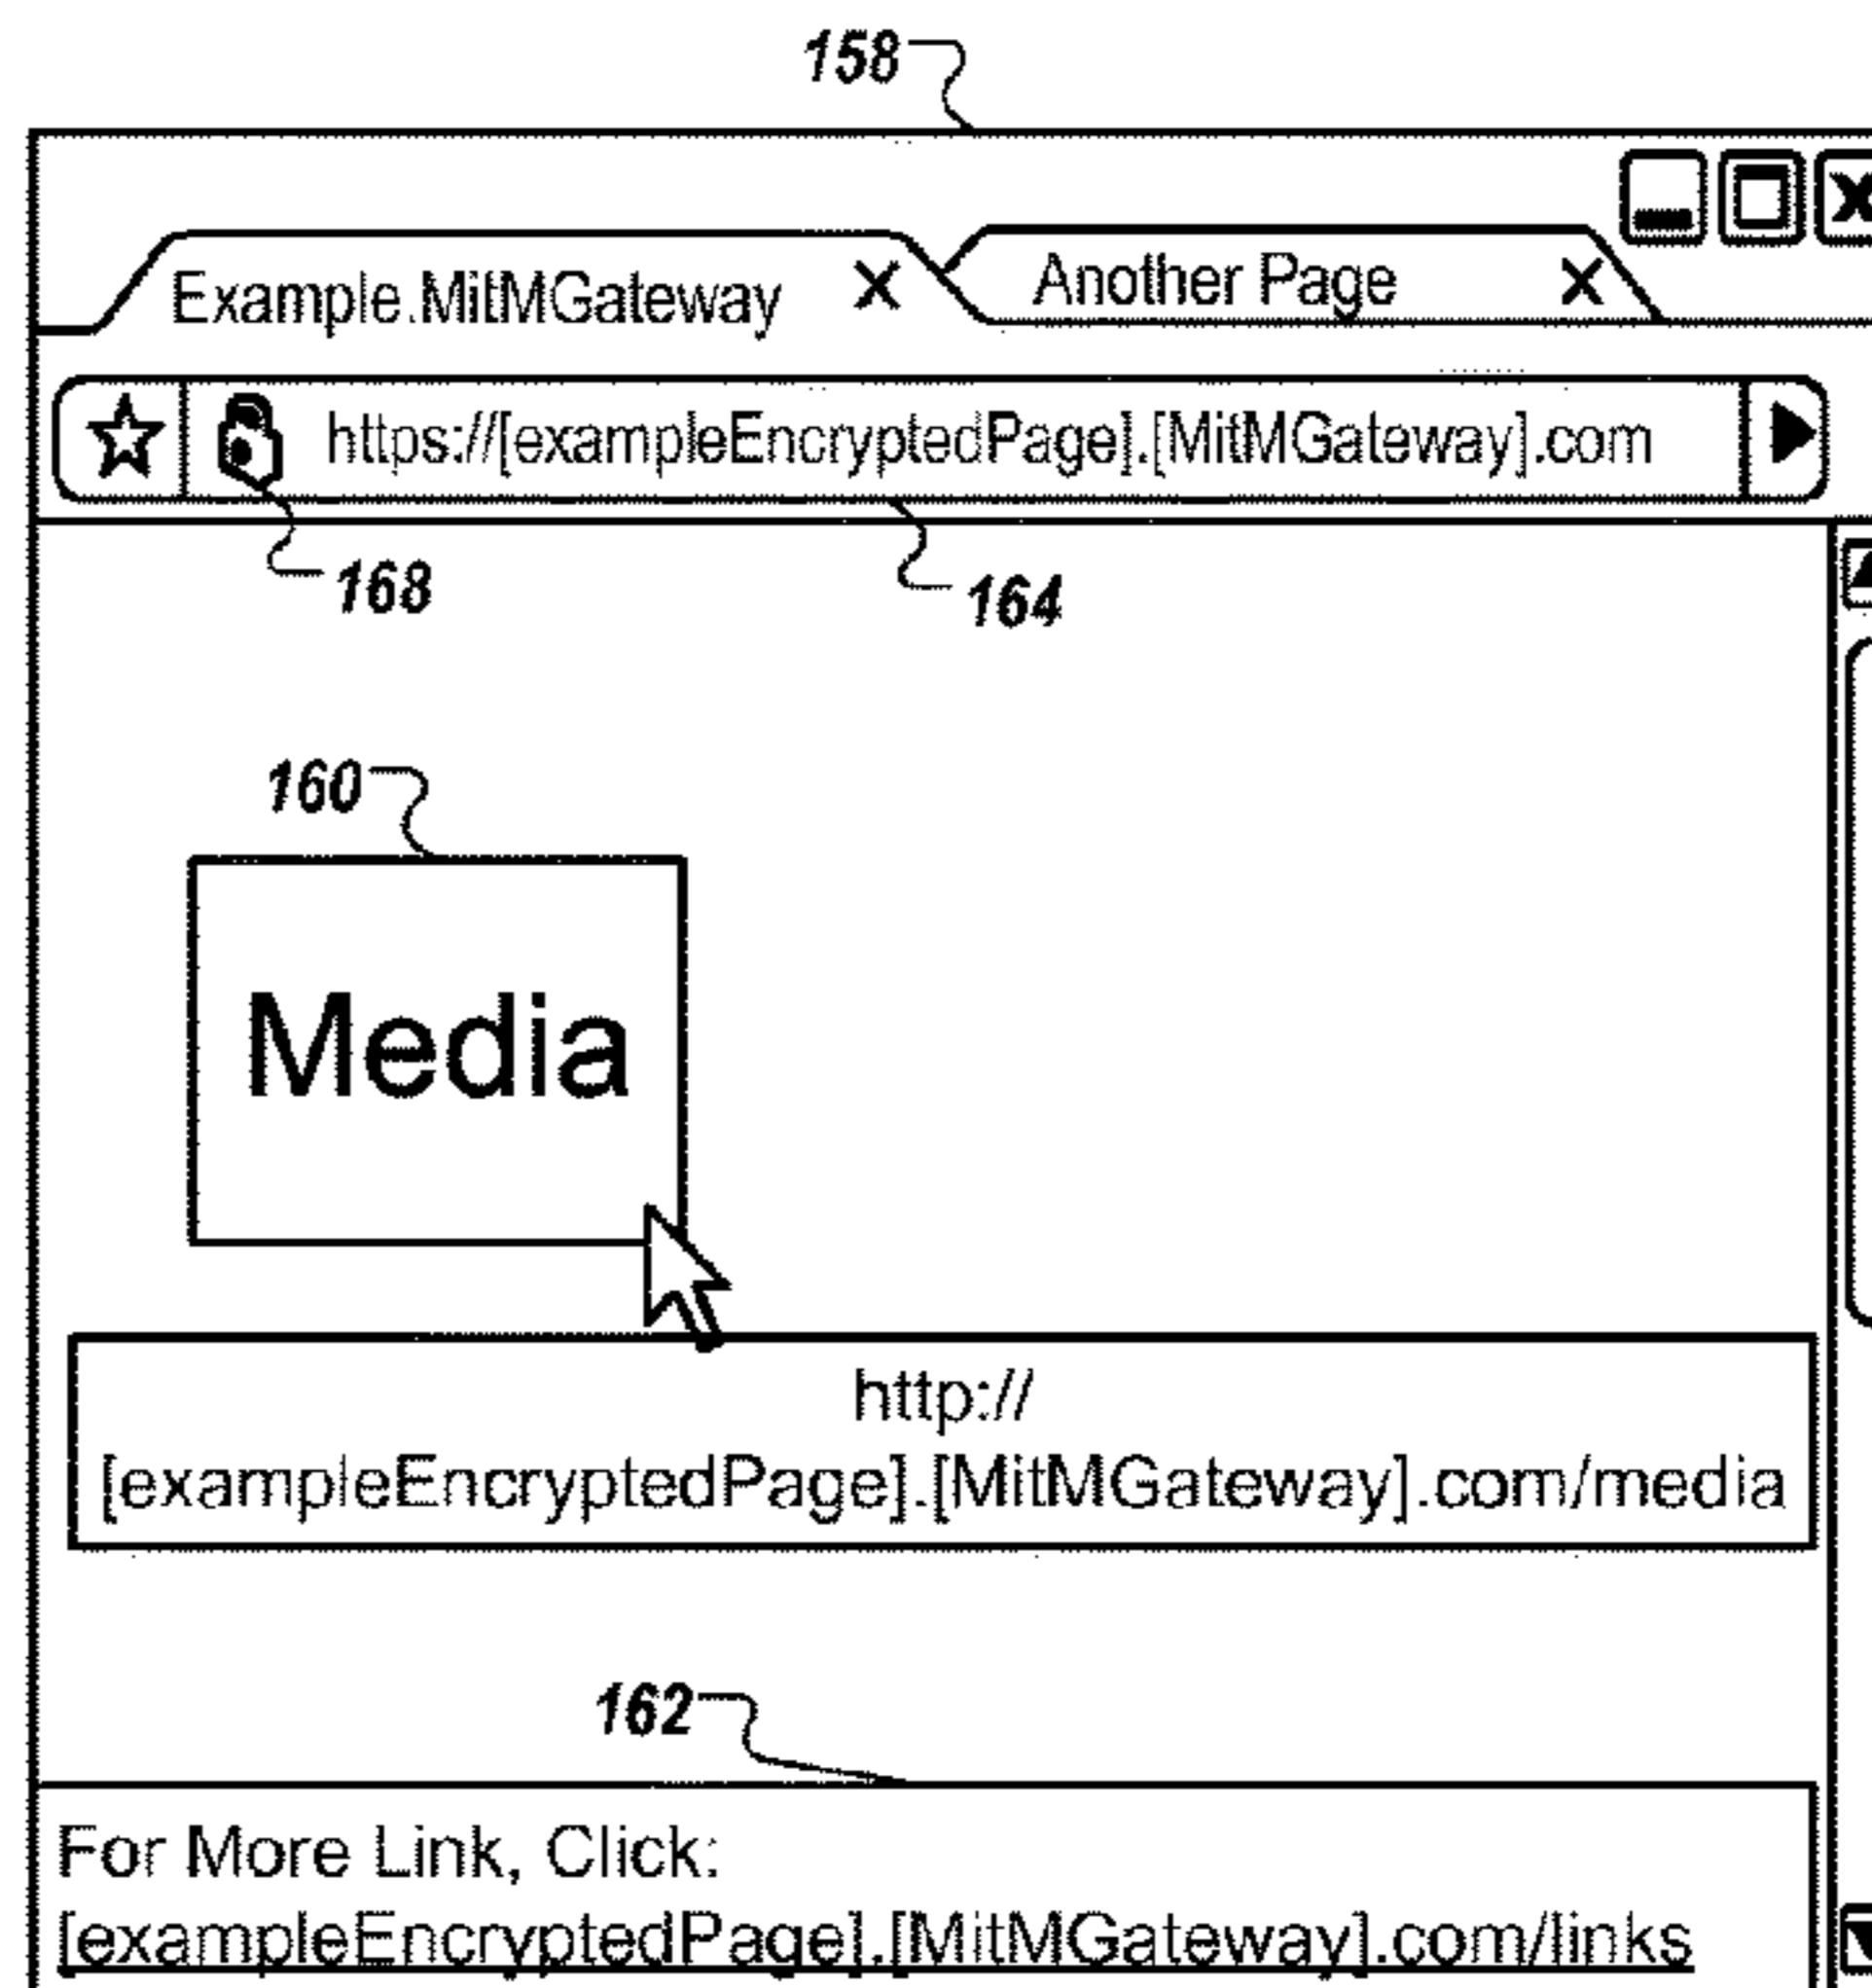 158
Example.MitMGateway
Another Page
https://[exampleEncryptedPage].[MitMGateway].com
168
164
160
Media
http://
[exampleEncryptedPage].[MitMGateway].com/media
162
For More Link, Click:
[exampleEncryptedPage].[MitMGateway].com/links